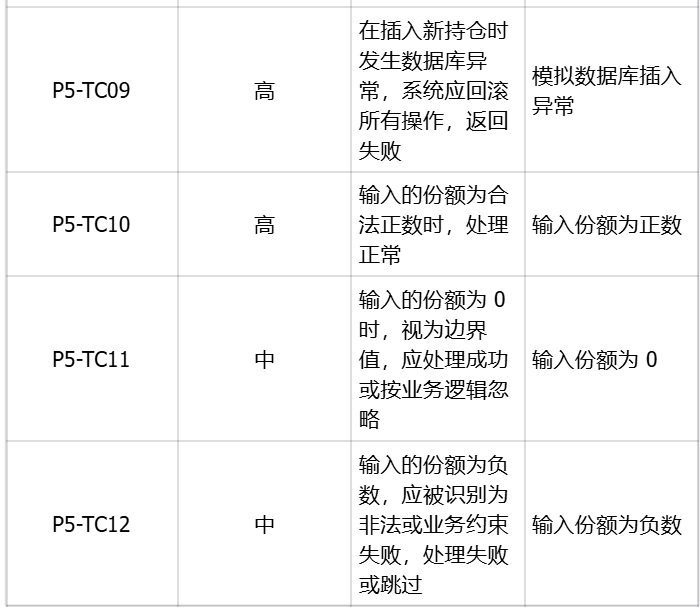 P5-TC09
高
在插入新持仓时
发生数据库异
常，系统应回滚
所有操作，返回
失败
模拟数据库插入
异常
P5-TC10
高
输入的份额为合
法正数时，处理
正常
输入份额为正数
P5-TC11
中
输入的份额为 0
时，视为边界
值，应处理成功
或按业务逻辑忽
略
输入份额为 0
P5-TC12
中
输入的份额为负
数，应被识别为
非法或业务约束
失败，处理失败
或跳过
输入份额为负数